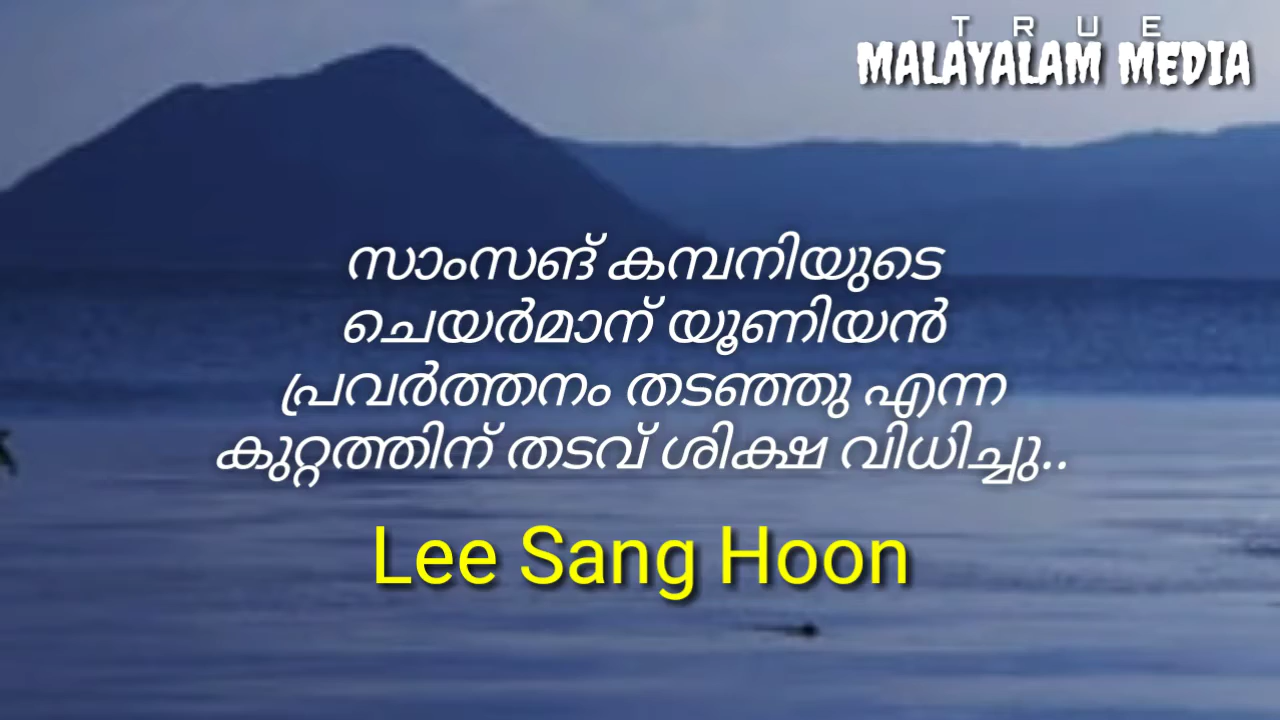 TRUE
MALAYALAM MEDIA
സാംസങ് കമ്പനിയുടെ
ചെയർമാന് യൂണിയൻ
പ്രവർത്തനം തടഞ്ഞു എന്ന
കുറ്റത്തിന് തടവ് ശിക്ഷ വിധിച്ചു..
Lee Sang Hoon